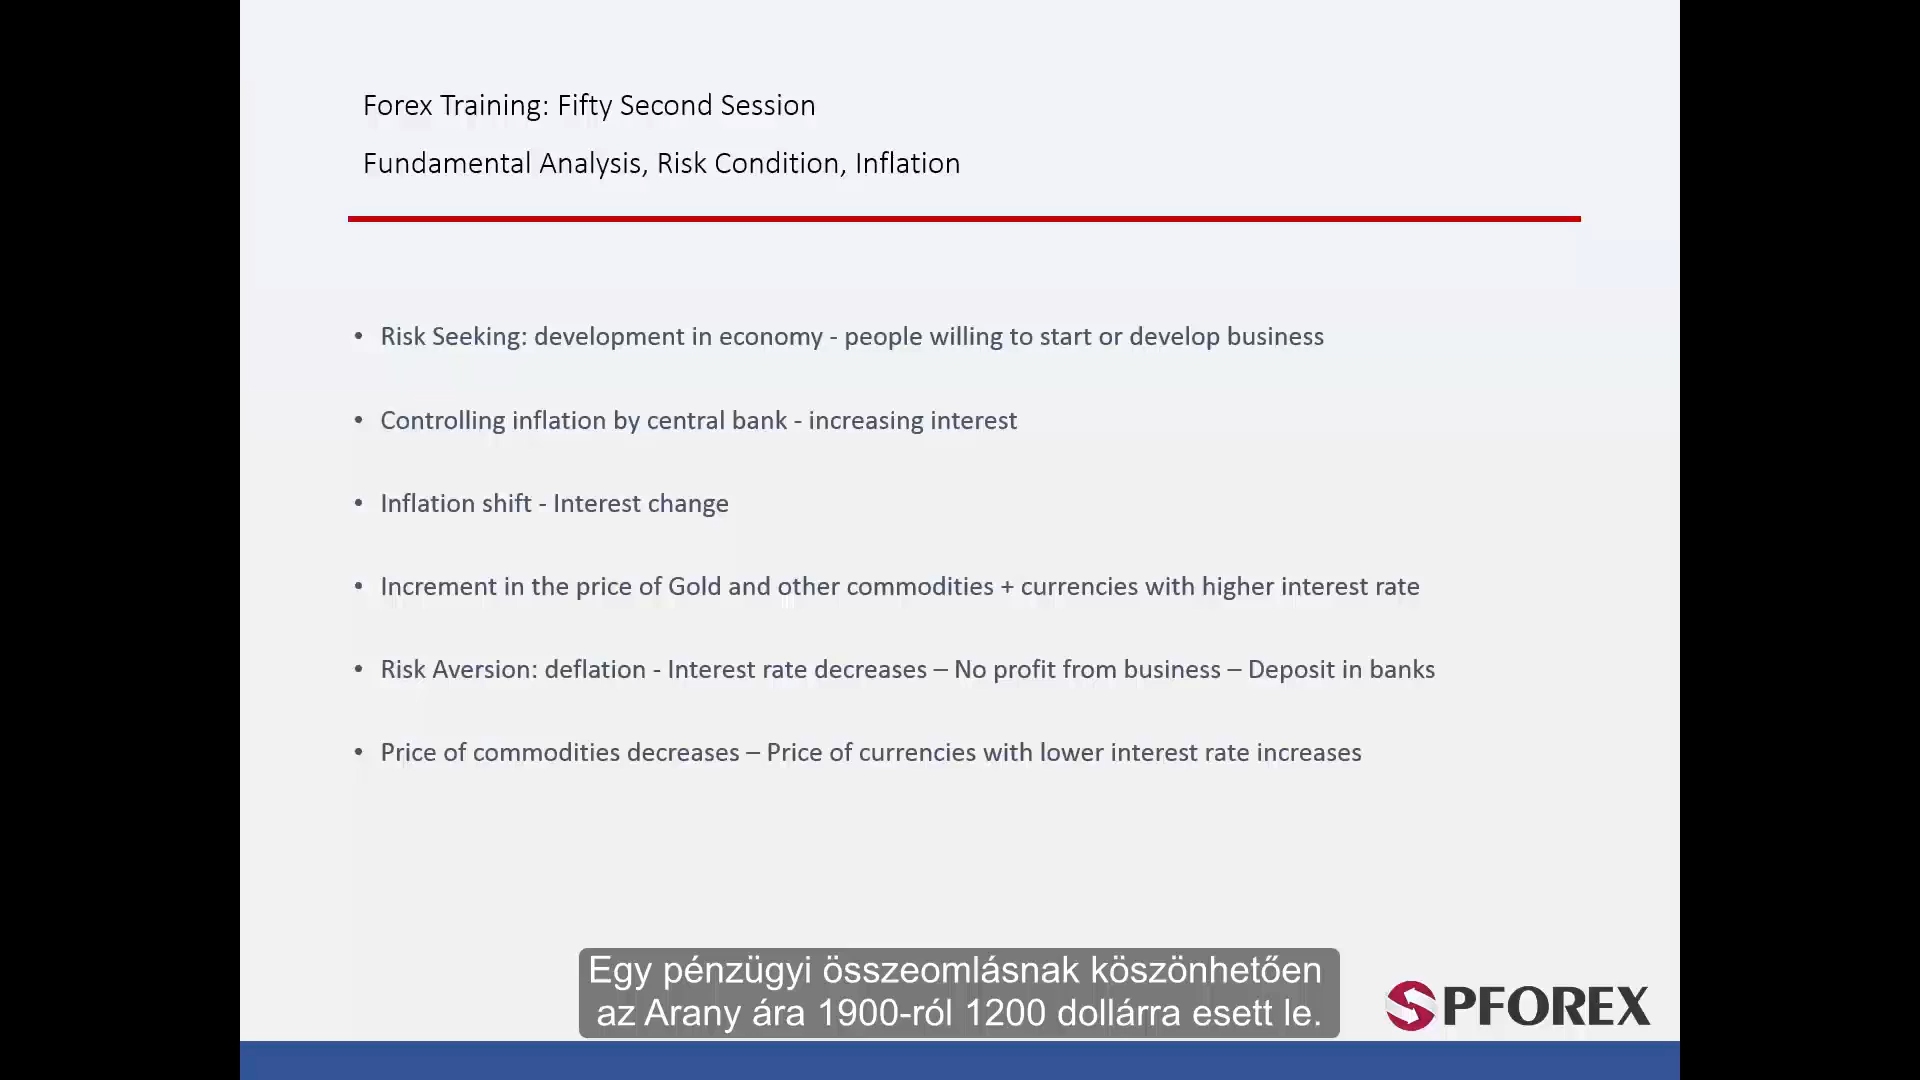 Forex Training: Fifty Second Session
Fundamental Analysis, Risk Condition, Inflation
• Risk Seeking: development in economy - people willing to start or develop business
• Controlling inflation by central bank - increasing interest
• Inflation shift - Interest change
• Increment in the price of Gold and other commodities + currencies with higher interest rate
• Risk Aversion: deflation - Interest rate decreases – No profit from business – Deposit in banks
• Price of commodities decreases – Price of currencies with lower interest rate increases
Egy pénzügyi összeomlásnak köszönhetően
az Arany ára 1900-ról 1200 dollárra esett le.
SPFOREX